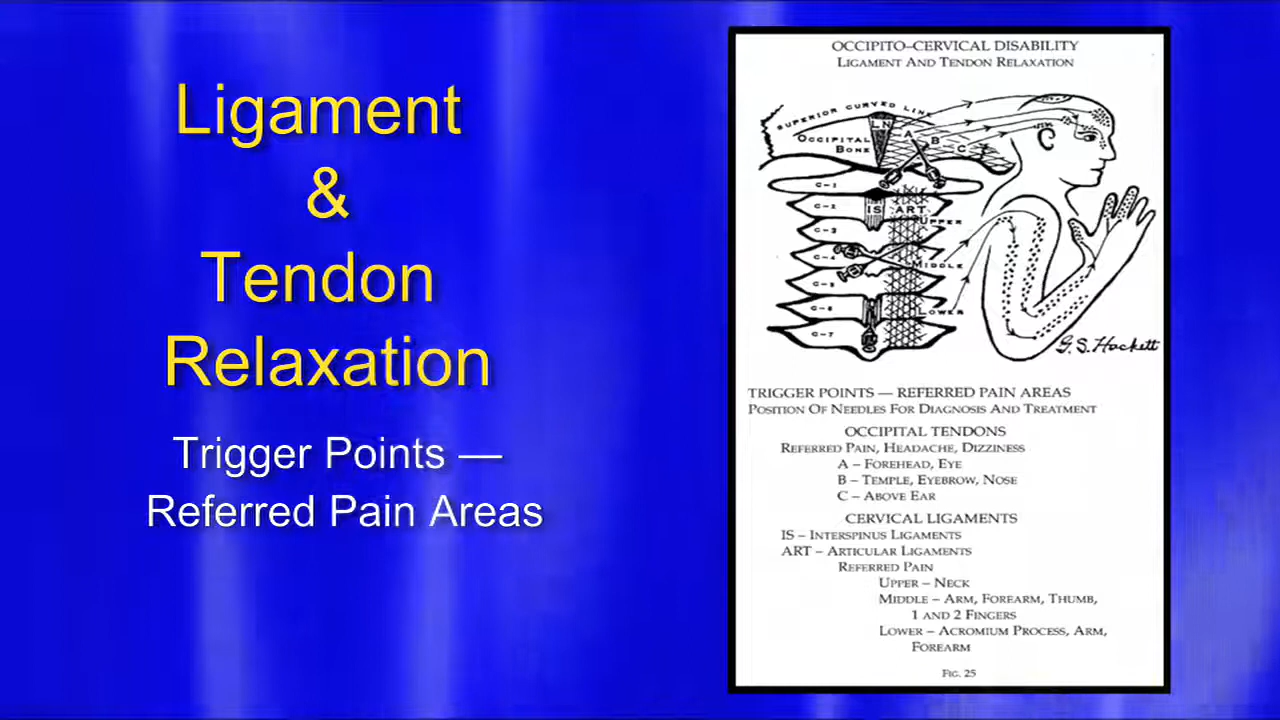 Ligament
&
Tendon
Relaxation
Trigger Points —
Referred Pain Areas
OCCIPITO–CERVICAL DISABILITY
LIGAMENT AND TENDON RELAXATION
SUPERIOR CURVED LINE
LN
A
B
C
OCCIPITAL
BONE
C–1
C–2
IS
ART
UPPER
C–3
C–4
MIDDLE
C–5
C–6
LOWER
C–7
G. S. Hackett
TRIGGER POINTS — REFERRED PAIN AREAS
POSITION OF NEEDLES FOR DIAGNOSIS AND TREATMENT
OCCIPITAL TENDONS
REFERRED PAIN, HEADACHE, DIZZINESS
A – FOREHEAD, EYE
B – TEMPLE, EYEBROW, NOSE
C – ABOVE EAR
CERVICAL LIGAMENTS
IS – INTERSPINUS LIGAMENTS
ART – ARTICULAR LIGAMENTS
REFERRED PAIN
UPPER – NECK
MIDDLE – ARM, FOREARM, THUMB,
1 AND 2 FINGERS
LOWER – ACROMIUM PROCESS, ARM,
FOREARM
FIG. 25